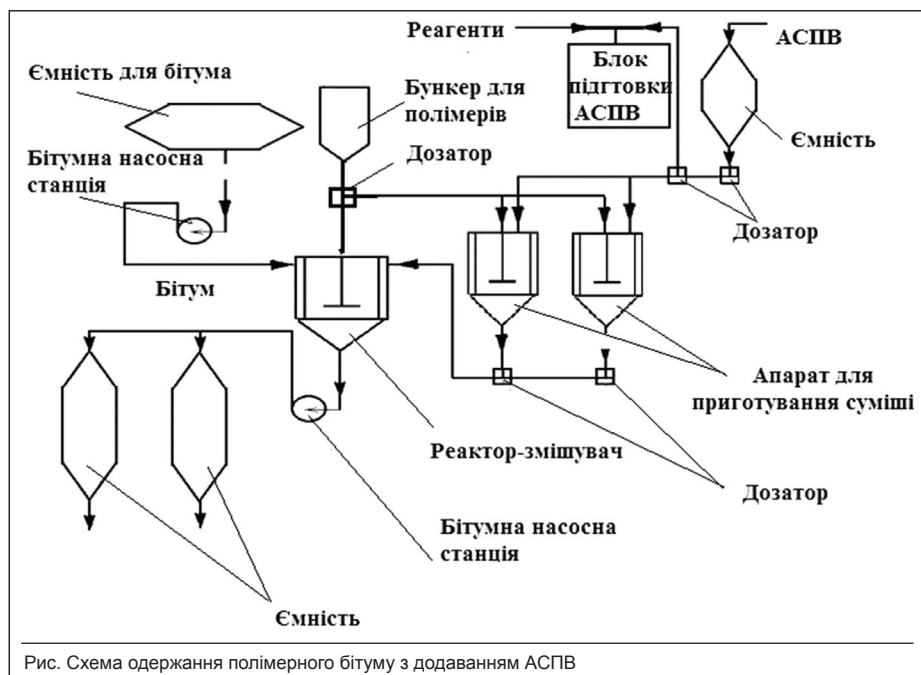 Реагенти
АСПВ
Ємність для бітума
Бункер для
полімерів
Блок
підгтовки
АСПВ
Ємність
Бітумна насосна
станція
Дозатор
Дозатор
Бітум
Апарат для
приготування суміші
Реактор-змішувач
Дозатор
Бітумна насосна
станція
Ємність
Рис. Схема одержання полімерного бітуму з додаванням АСПВ